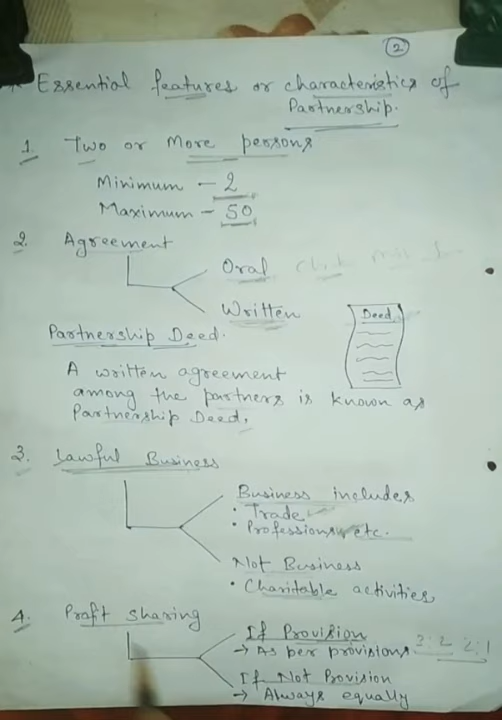 2
Essential features or characteristics of
Partnership.
1. Two or More persons
Minimum - 2
Maximum - 50
2. Agreement
Oral
Written
Deed
Partnership Deed.
A written agreement
among the partners is known as
Partnership Deed.
3. Lawful Business
Business includes
• Trade
• Professions etc.
Not Business
• Charitable activities
4. Profit sharing
If Provision
→ As per provisions 2:1
If Not Provision
→ Always equally